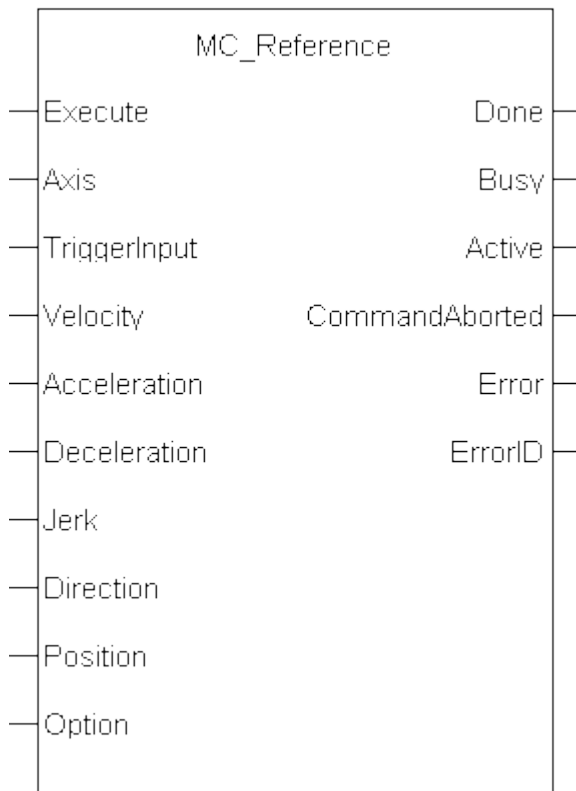 MC_Reference
Execute Done
Axis Busy
TriggerInput Active
Velocity CommandAborted
Acceleration Error
Deceleration ErrorID
Jerk
Direction
Position
Option